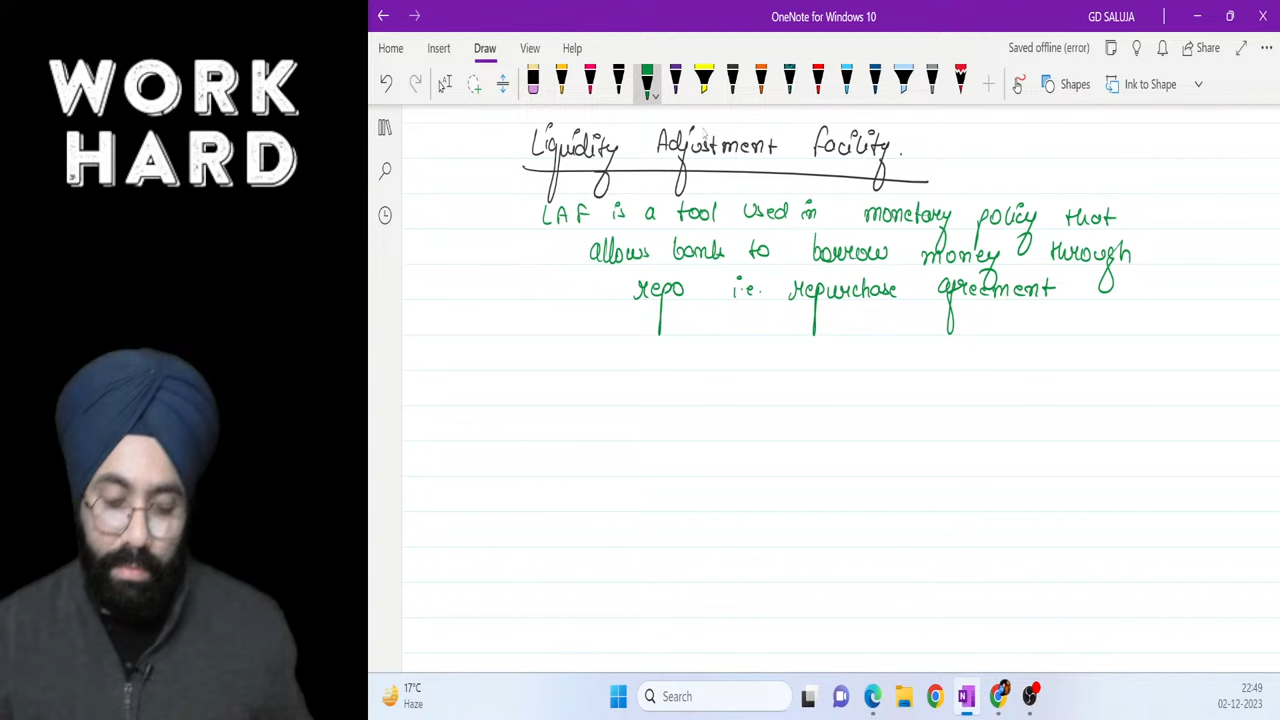 WORK
HARD
OneNote for Windows 10
GD SALUJA
Home Insert Draw View Help
Saved offline (error)
Share
Shapes
Ink to Shape
Liquidity Adjustment Facility.
LAF is a tool used in monetary policy that
allows bank to borrow money through
repo i.e. repurchase agreement
17°C
Haze
Search
22:49
02-12-2023